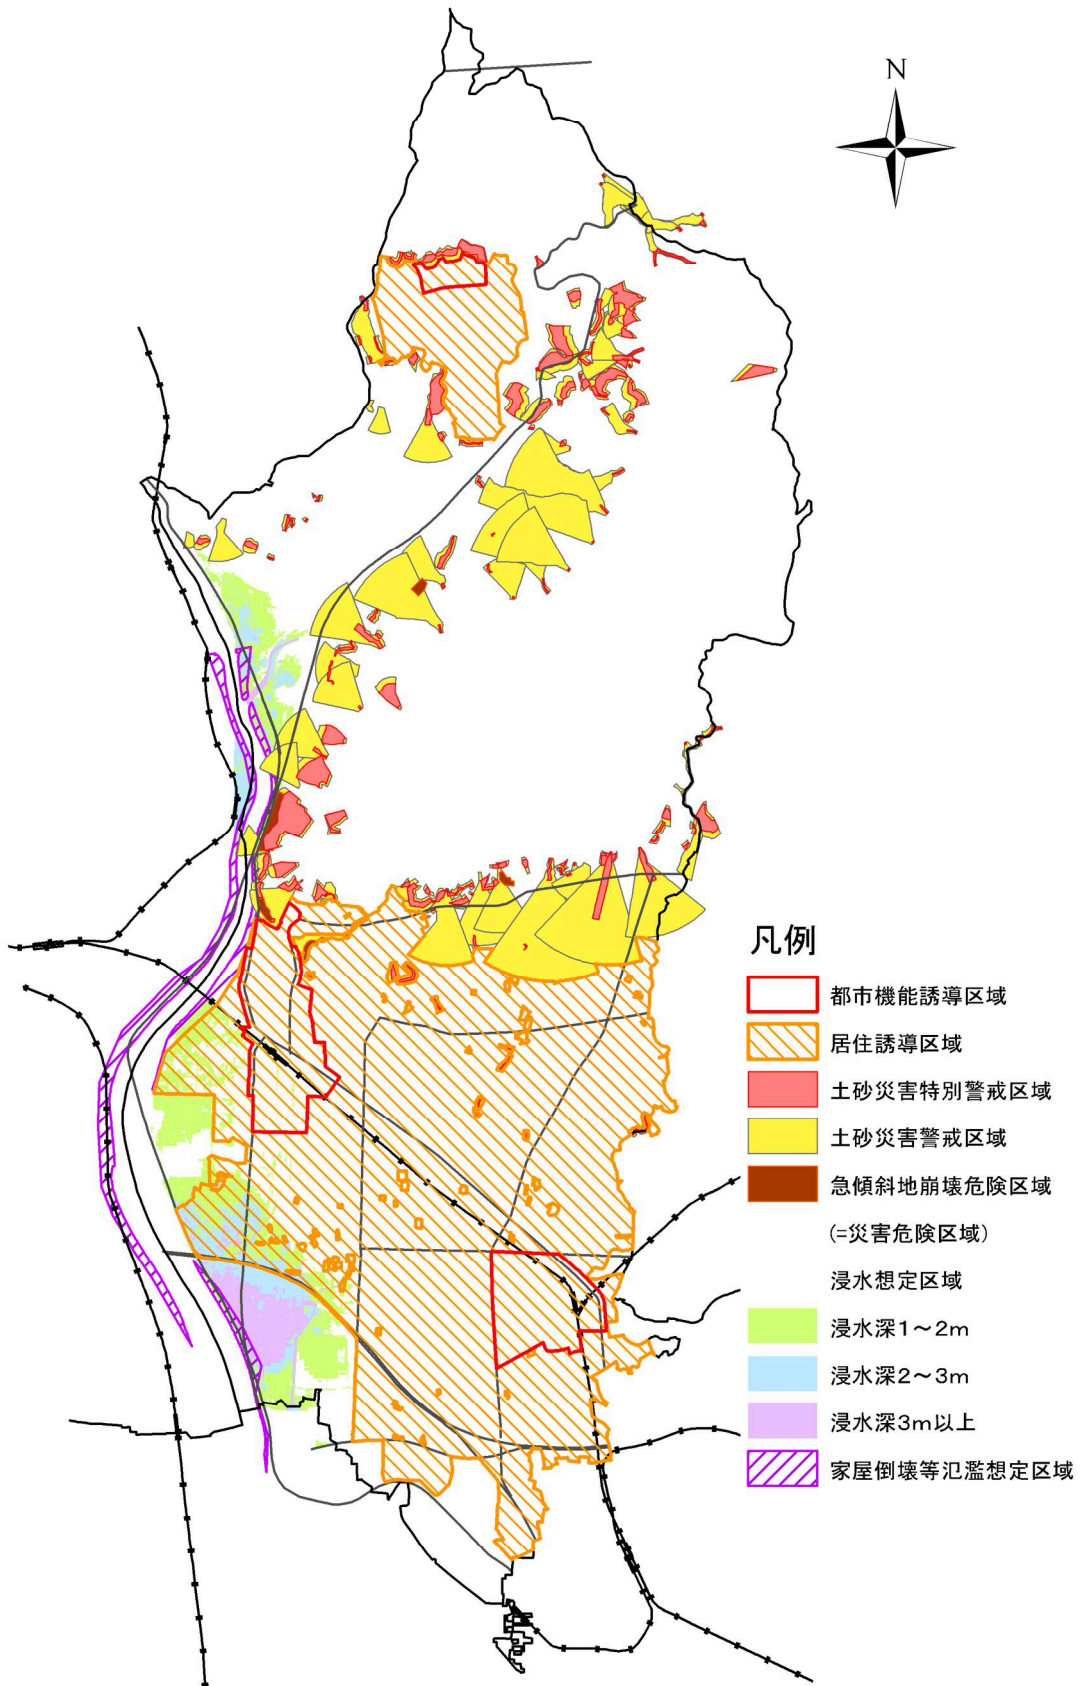 N
凡例
都市機能誘導区域
居住誘導区域
土砂災害特別警戒区域
土砂災害警戒区域
急傾斜地崩壊危険区域
(=災害危険区域)
浸水想定区域
浸水深1~2m
浸水深2~3m
浸水深3m以上
家屋倒壊等氾濫想定区域